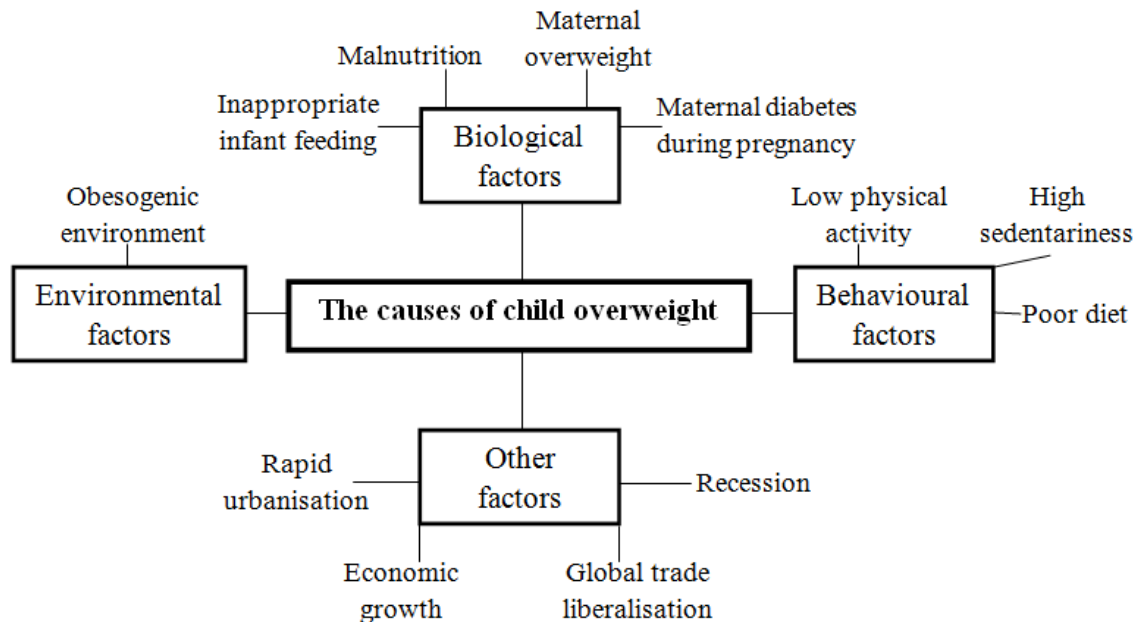 Malnutrition
Maternal
overweight
Inappropriate
infant feeding
Biological
factors
Maternal diabetes
during pregnancy
Obesogenic
environment
Low physical
activity
High
sedentariness
Environmental
factors
The causes of child overweight
Behavioural
factors
Poor diet
Rapid
urbanisation
Other
factors
Recession
Economic
growth
Global trade
liberalisation